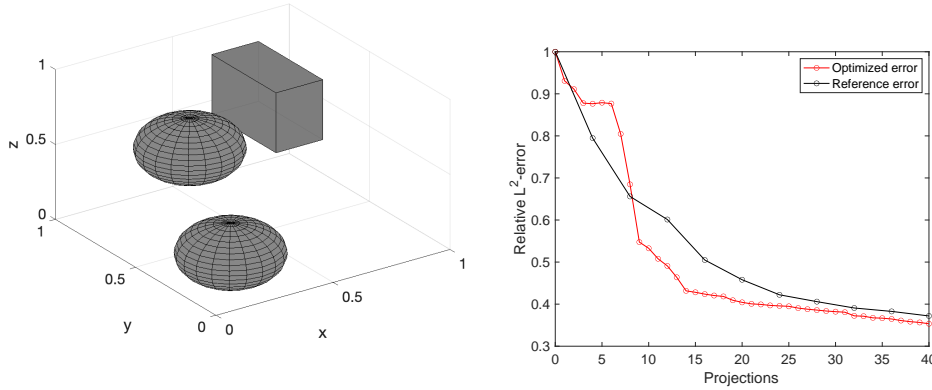 1
z
0.5
0
1
0.5
y
0
0
x
0.5
1
1
0.9
0.8
0.7
0.6
0.5
0.4
0.3
Relative L²-error
Optimized error
Reference error
0 5 10 15 20 25 30 35 40
Projections